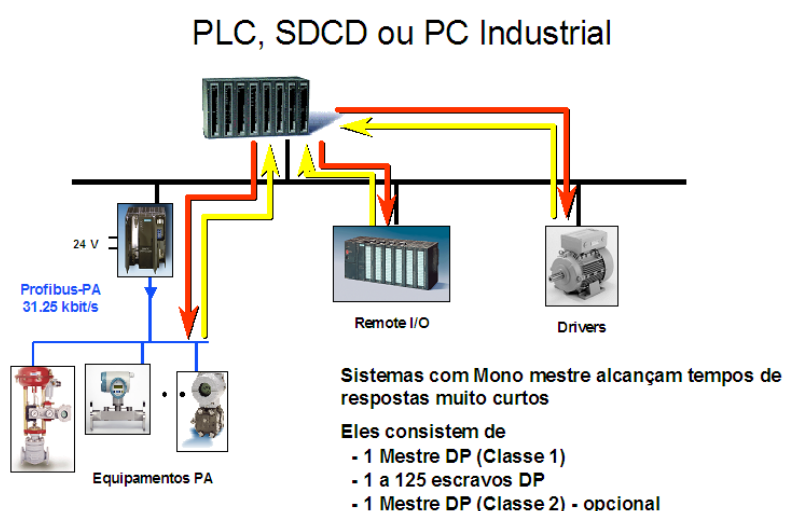 PLC, SDCD ou PC Industrial
24 V
Profibus-PA
31.25 kbit/s
Remote I/O
Drivers
Equipamentos PA
Sistemas com Mono mestre alcançam tempos de
respostas muito curtos
Eles consistem de
- 1 Mestre DP (Classe 1)
- 1 a 125 escravos DP
- 1 Mestre DP (Classe 2) - opcional